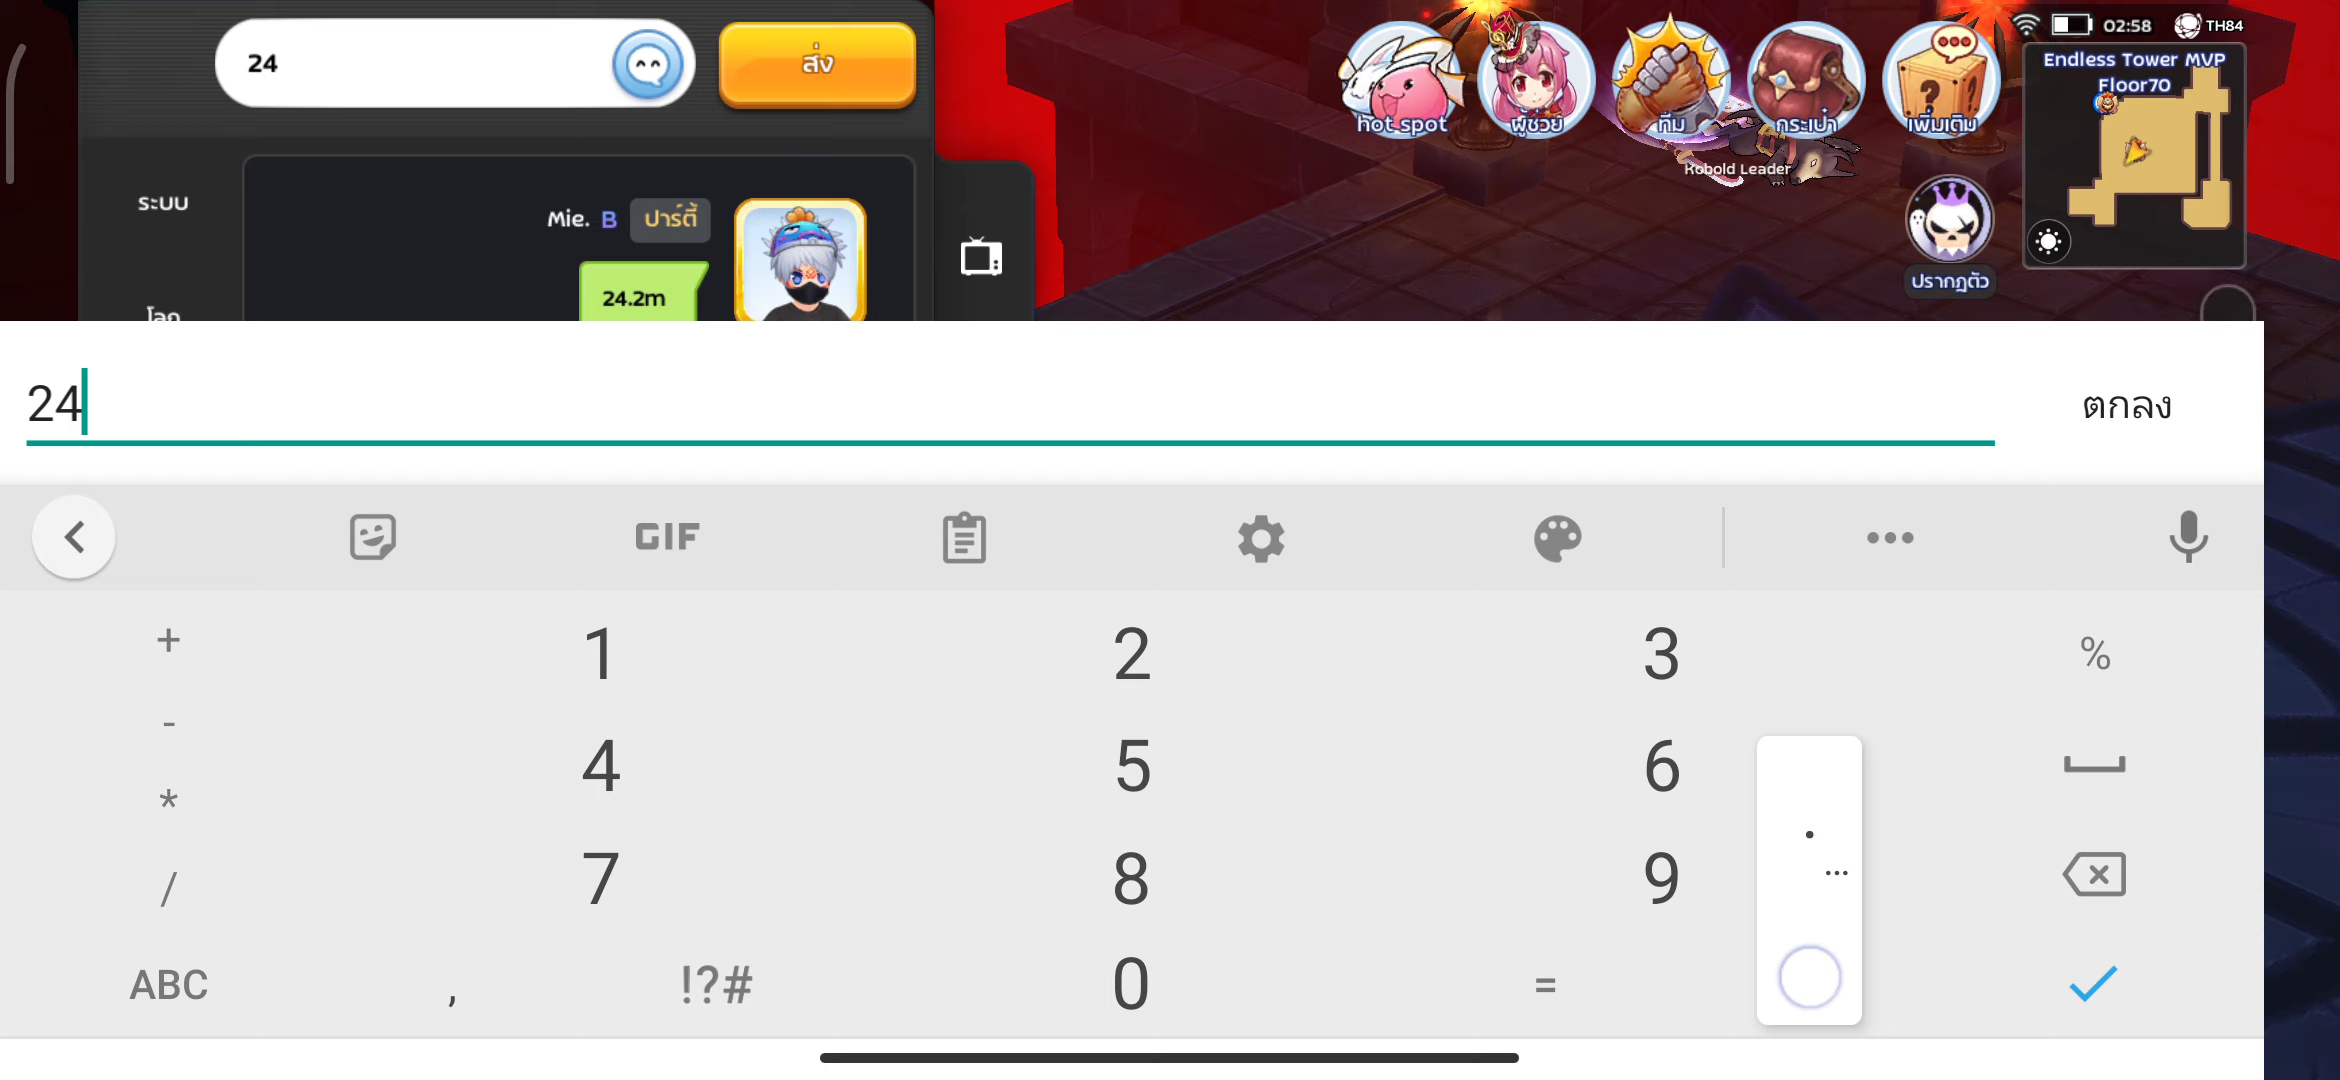 24
ส่ง
hot spot
ผู้ช่วย
ทีม
กระเป๋า
เพิ่มเติม
02:58
TH84
Endless Tower MVP
Floor70
Kobold Leader
ระบบ
Mie. B ปาร์ตี้
24.2m
โลก
ปรากฏตัว
24
ตกลง
GIF
+ 1 2 3 %
-
4 5 6
*
.
…
/ 7 8 9
ABC , !?# 0 =